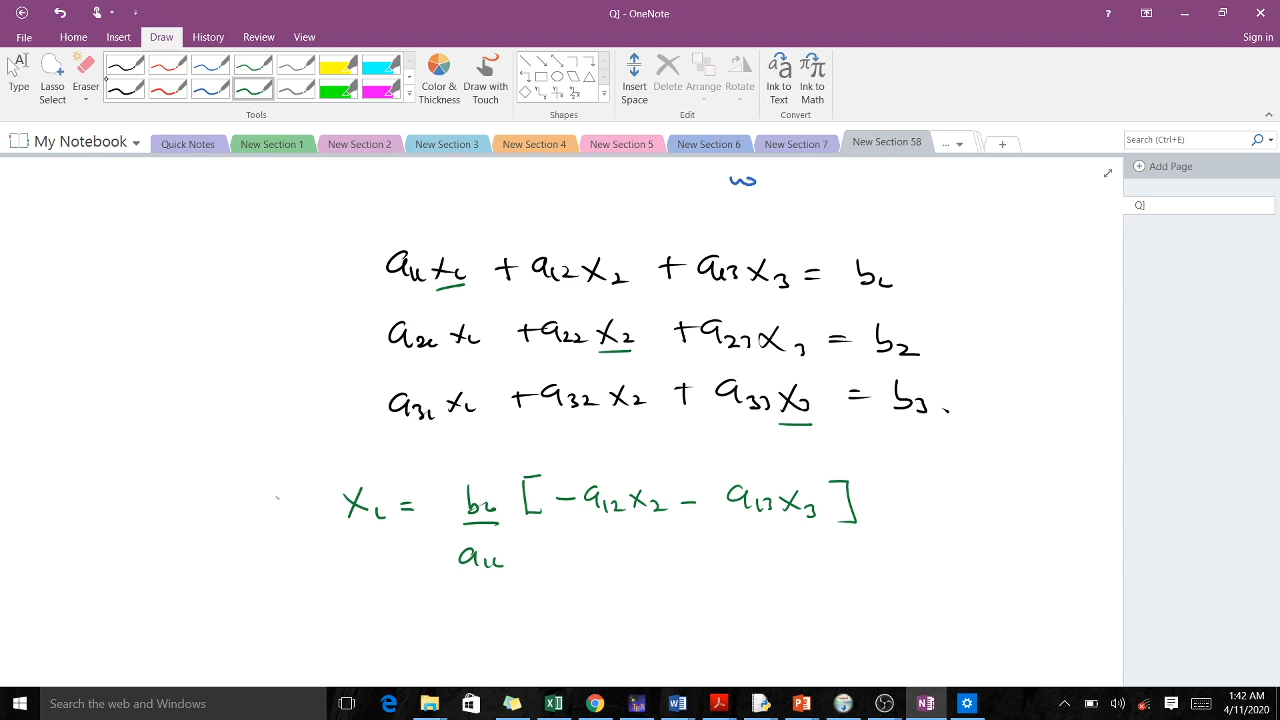 Q] - OneNote
File Home Insert Draw History Review View Sign in
Type Lasso Select Eraser Color & Thickness Draw with Touch Insert Space Delete Arrange Rotate Ink to Text Ink to Math
Tools Shapes Edit Convert
My Notebook Quick Notes New Section 1 New Section 2 New Section 3 New Section 4 New Section 5 New Section 6 New Section 7 New Section 58 ... Search (Ctrl+E)
Add Page
Q]
a₁₁x₁ + a₁₂x₂ + a₁₃x₃ = b₁
a₂₁x₁ + a₂₂x₂ + a₂₃x₃ = b₂
a₃₁x₁ + a₃₂x₂ + a₃₃x₃ = b₃.
x₁ = b₁/a₁₁ [-a₁₂x₂ - a₁₃x₃]
Search the web and Windows
1:42 AM
4/11/2020